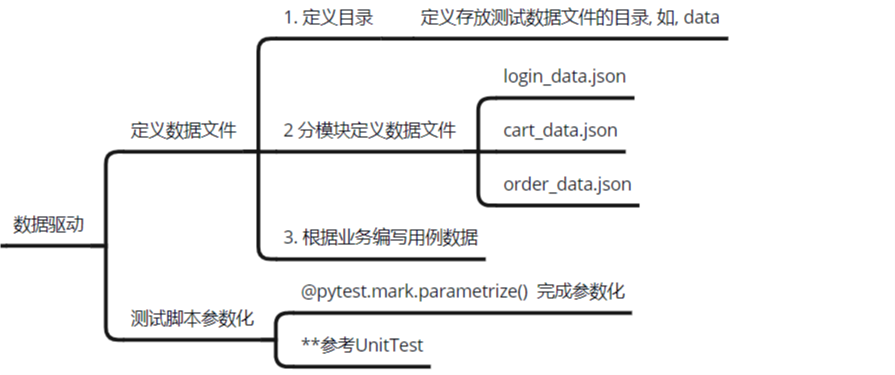 数据驱动
定义数据文件
1. 定义目录
定义存放测试数据文件的目录, 如, data
2 分模块定义数据文件
login_data.json
cart_data.json
order_data.json
3. 根据业务编写用例数据
测试脚本参数化
@pytest.mark.parametrize()  完成参数化
**参考UnitTest